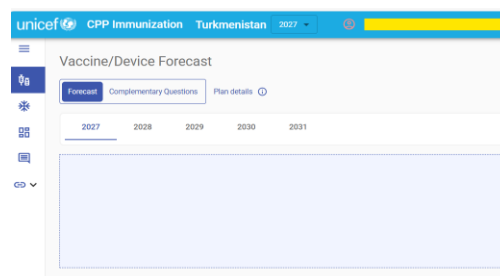 unicef CPP Immunization Turkmenistan 2027
Vaccine/Device Forecast
Forecast Complementary Questions Plan details
2027 2028 2029 2030 2031